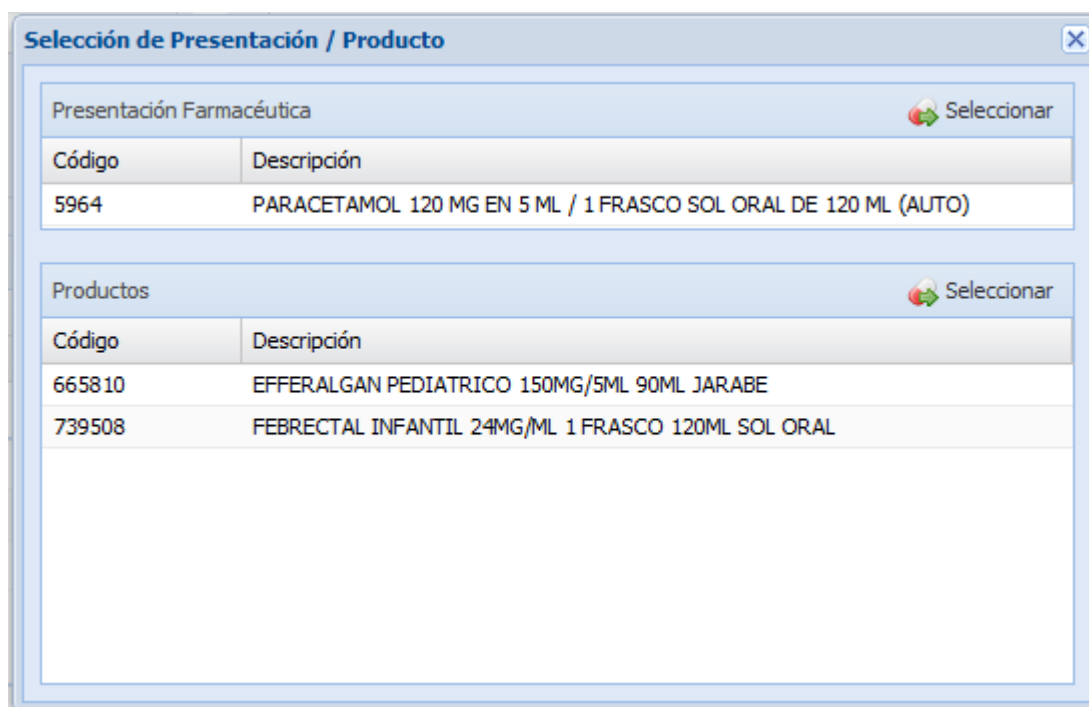 Selección de Presentación / Producto
Presentación Farmacéutica Seleccionar
Código Descripción
5964 PARACETAMOL 120 MG EN 5 ML / 1 FRASCO SOL ORAL DE 120 ML (AUTO)
Productos Seleccionar
Código Descripción
665810 EFFERALGAN PEDIATRICO 150MG/5ML 90ML JARABE
739508 FEBRECTAL INFANTIL 24MG/ML 1 FRASCO 120ML SOL ORAL